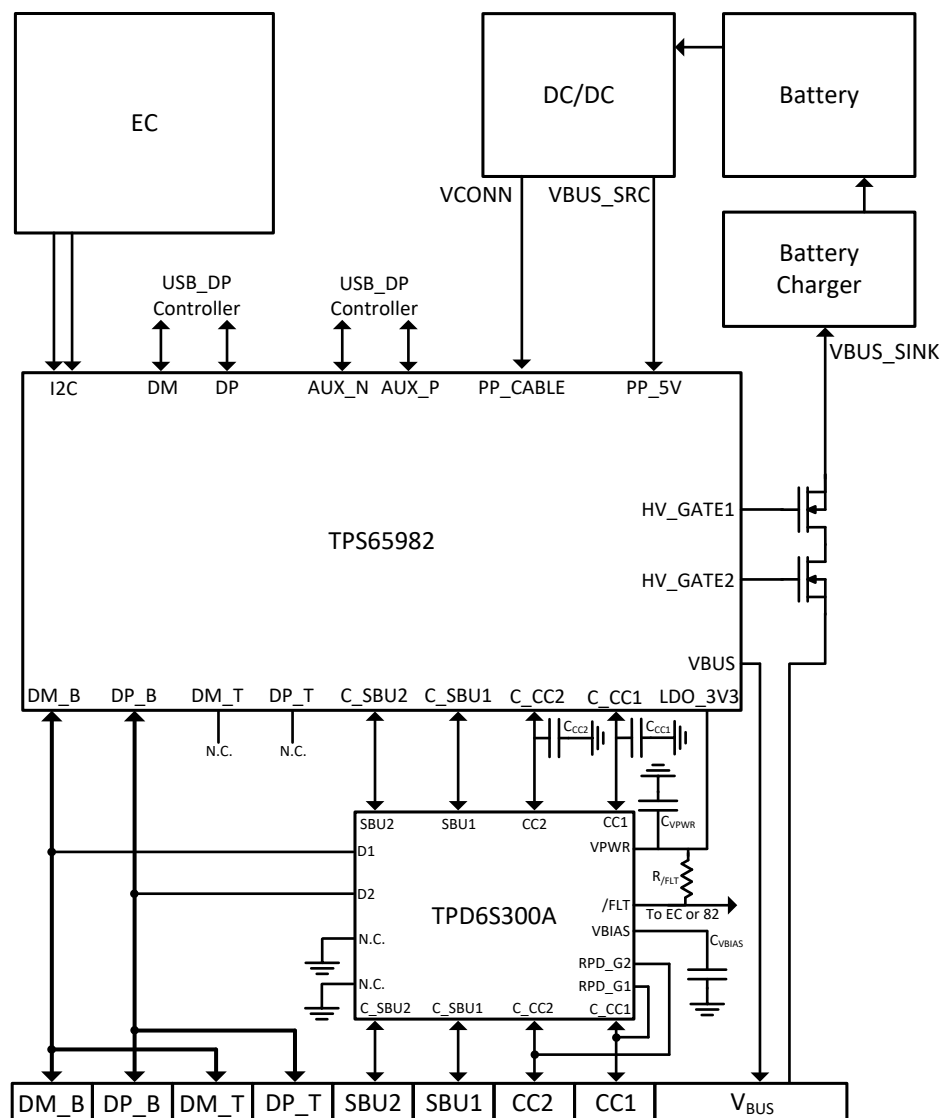 EC
DC/DC
Battery
VCONN
VBUS_SRC
Battery
Charger
USB_DP
Controller
USB_DP
Controller
VBUS_SINK
I2C
DM
DP
AUX_N
AUX_P
PP_CABLE
PP_5V
HV_GATE1
TPS65982
HV_GATE2
VBUS
DM_B
DP_B
DM_T
DP_T
C_SBU2
C_SBU1
C_CC2
C_CC1
LDO_3V3
N.C.
N.C.
CCC2
CCC1
CVPWR
SBU2
SBU1
CC2
CC1
VPWR
D1
R/FLT
D2
TPD6S300A
/FLT
To EC or 82
VBIAS
CVBIAS
N.C.
RPD_G2
N.C.
RPD_G1
C_SBU2
C_SBU1
C_CC2
C_CC1
DM_B
DP_B
DM_T
DP_T
SBU2
SBU1
CC2
CC1
VBUS